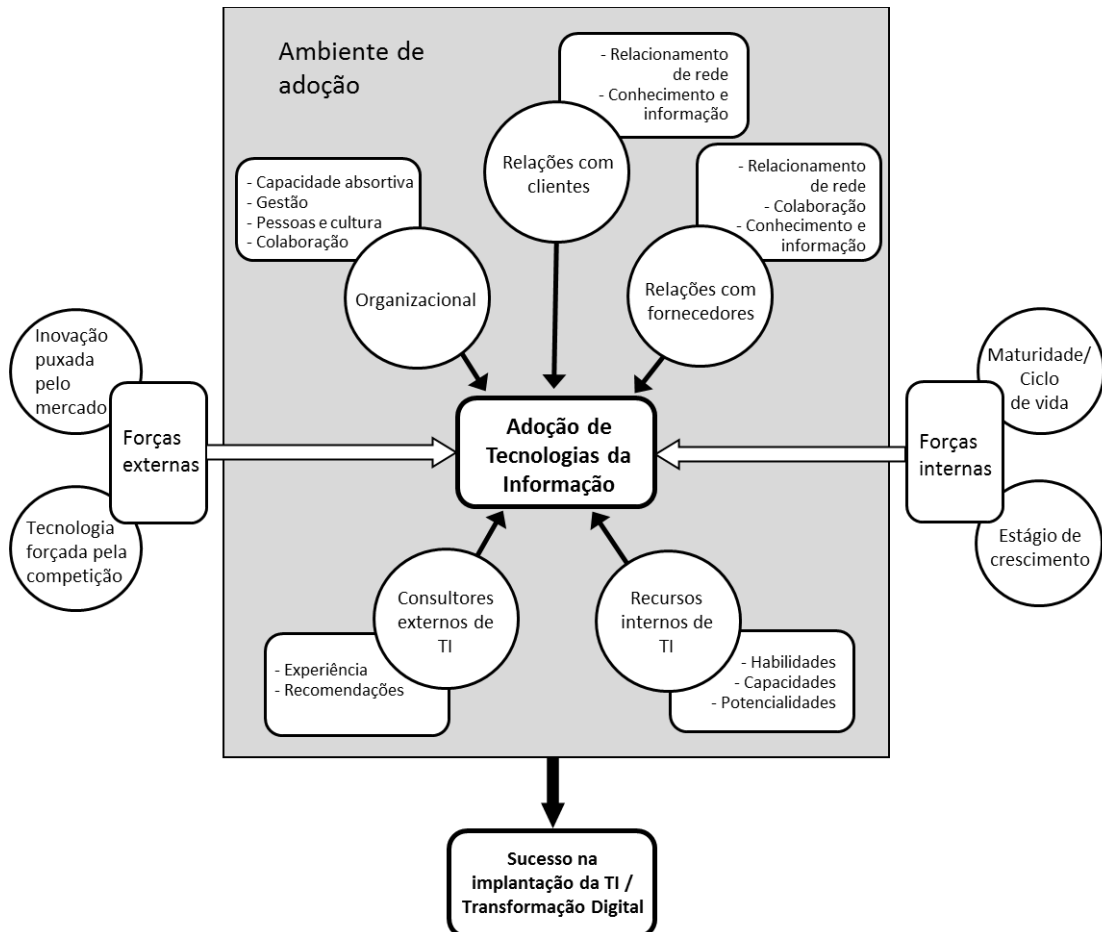 Ambiente de
adoção
- Relacionamento
de rede
- Conhecimento e
informação
Relações com
clientes
- Relacionamento
de rede
- Colaboração
- Conhecimento e
informação
Relações com
fornecedores
- Capacidade absortiva
- Gestão
- Pessoas e cultura
- Colaboração
Organizacional
Inovação
puxada
pelo
mercado
Forças
externas
Tecnologia
forçada pela
competição
Adoção de
Tecnologias da
Informação
Maturidade/
Ciclo
de vida
Forças
internas
Estágio de
crescimento
Consultores
externos de
TI
- Experiência
- Recomendações
Recursos
internos de
TI
- Habilidades
- Capacidades
- Potencialidades
Sucesso na
implantação da TI /
Transformação Digital